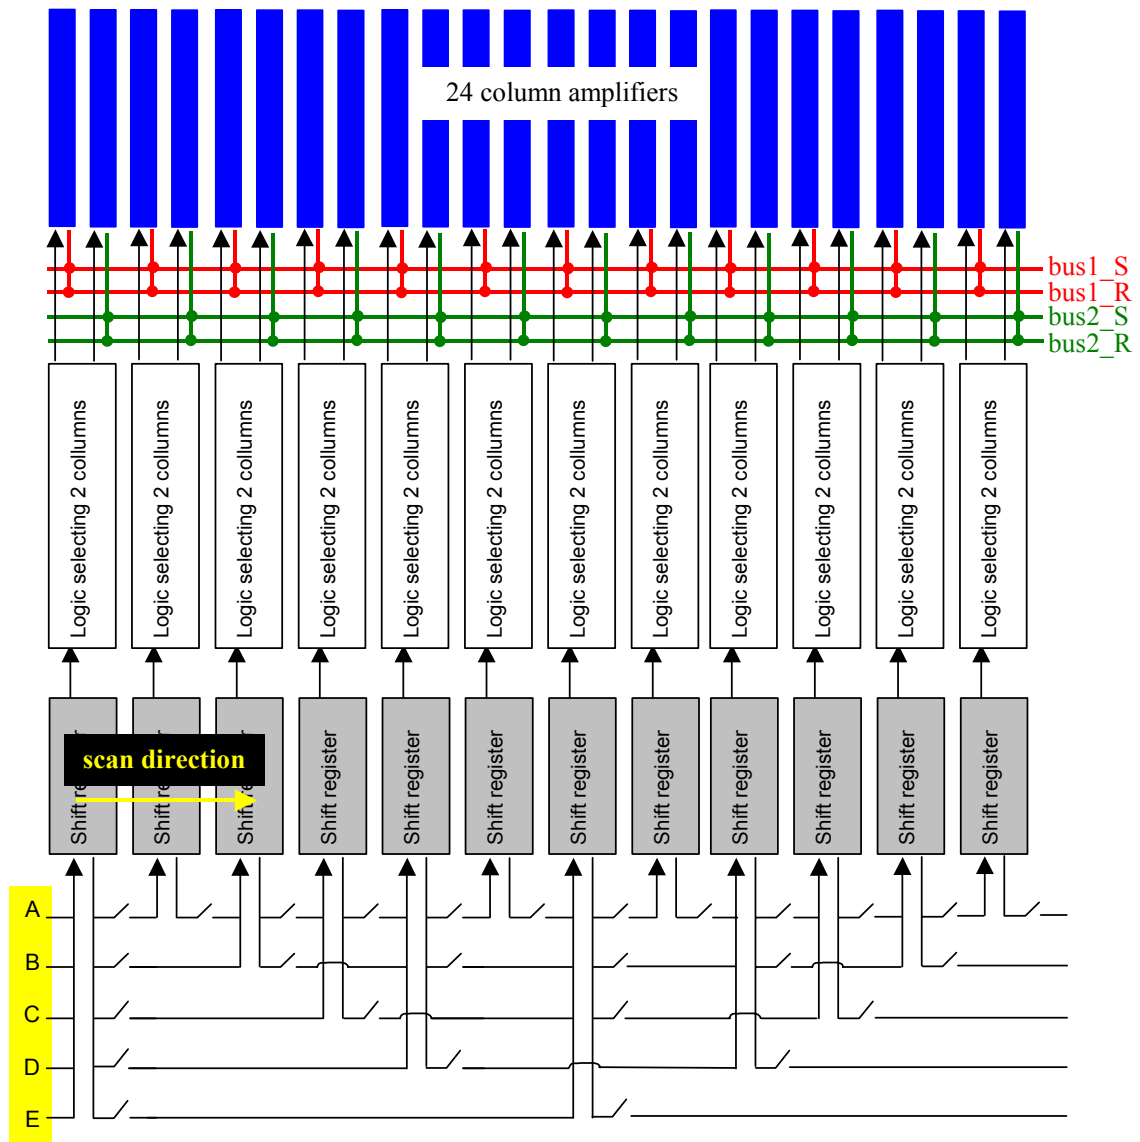 24 column amplifiers
bus1_S
bus1_R
bus2_S
bus2_R
Logic selecting 2 collumns
Logic selecting 2 collumns
Logic selecting 2 collumns
Logic selecting 2 collumns
Logic selecting 2 collumns
Logic selecting 2 collumns
Logic selecting 2 collumns
Logic selecting 2 collumns
Logic selecting 2 collumns
Logic selecting 2 collumns
Logic selecting 2 collumns
Logic selecting 2 collumns
Shift
Shift
Shift
Shift register
Shift register
Shift register
Shift register
Shift register
Shift register
Shift register
Shift register
Shift register
scan direction
A
B
C
D
E